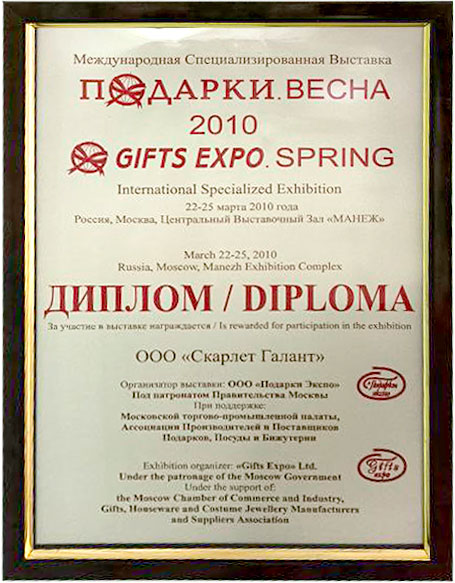 Международная Специализированная Выставка
ПОДАРКИ. ВЕСНА
2010
GIFTS EXPO. SPRING
International Specialized Exhibition
22-25 марта 2010 года
Россия, Москва, Центральный Выставочный Зал «МАНЕЖ»
March 22-25, 2010
Russia, Moscow, Manezh Exhibition Complex
ДИПЛОМ / DIPLOMA
За участие в выставке награждается / Is rewarded for participation in the exhibition
ООО «Скарлет Галант»
Организатор выставки: ООО «Подарки Экспо»
Под патронатом Правительства Москвы
При поддержке:
Московской торгово-промышленной палаты,
Ассоциации Производителей и Поставщиков
Подарков, Посуды и Бижутерии
Подарки
экспо
Exhibition organizer: «Gifts Expo» Ltd.
Under the patronage of the Moscow Government
Under the support of:
the Moscow Chamber of Commerce and Industry,
Gifts, Houseware and Costume Jewellery Manufacturers
and Suppliers Association
Gifts
expo